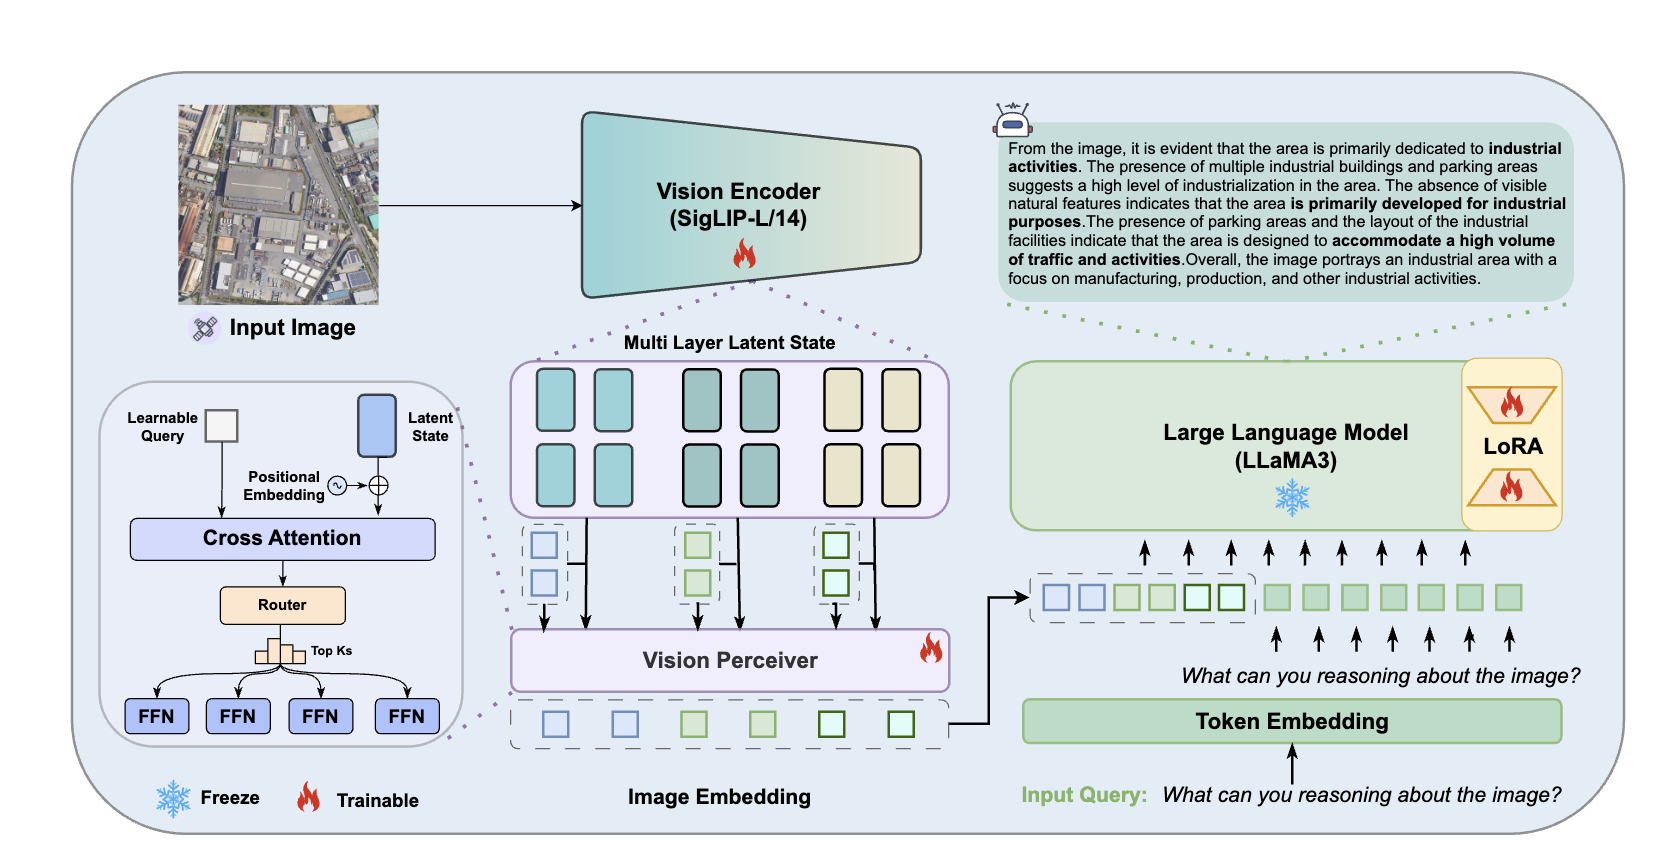 Vision Encoder
(SigLIP-L/14)
Input Image
From the image, it is evident that the area is primarily dedicated to industrial
activities. The presence of multiple industrial buildings and parking areas
suggests a high level of industrialization in the area. The absence of visible
natural features indicates that the area is primarily developed for industrial
purposes.The presence of parking areas and the layout of the industrial
facilities indicate that the area is designed to accommodate a high volume
of traffic and activities.Overall, the image portrays an industrial area with a
focus on manufacturing, production, and other industrial activities.
Multi Layer Latent State
Learnable
Query
Latent
State
Positional
Embedding
Cross Attention
Router
Top Ks
FFN
FFN
FFN
FFN
Vision Perceiver
Large Language Model
(LLaMA3)
LoRA
What can you reasoning about the image?
Token Embedding
Freeze
Trainable
Image Embedding
Input Query: What can you reasoning about the image?